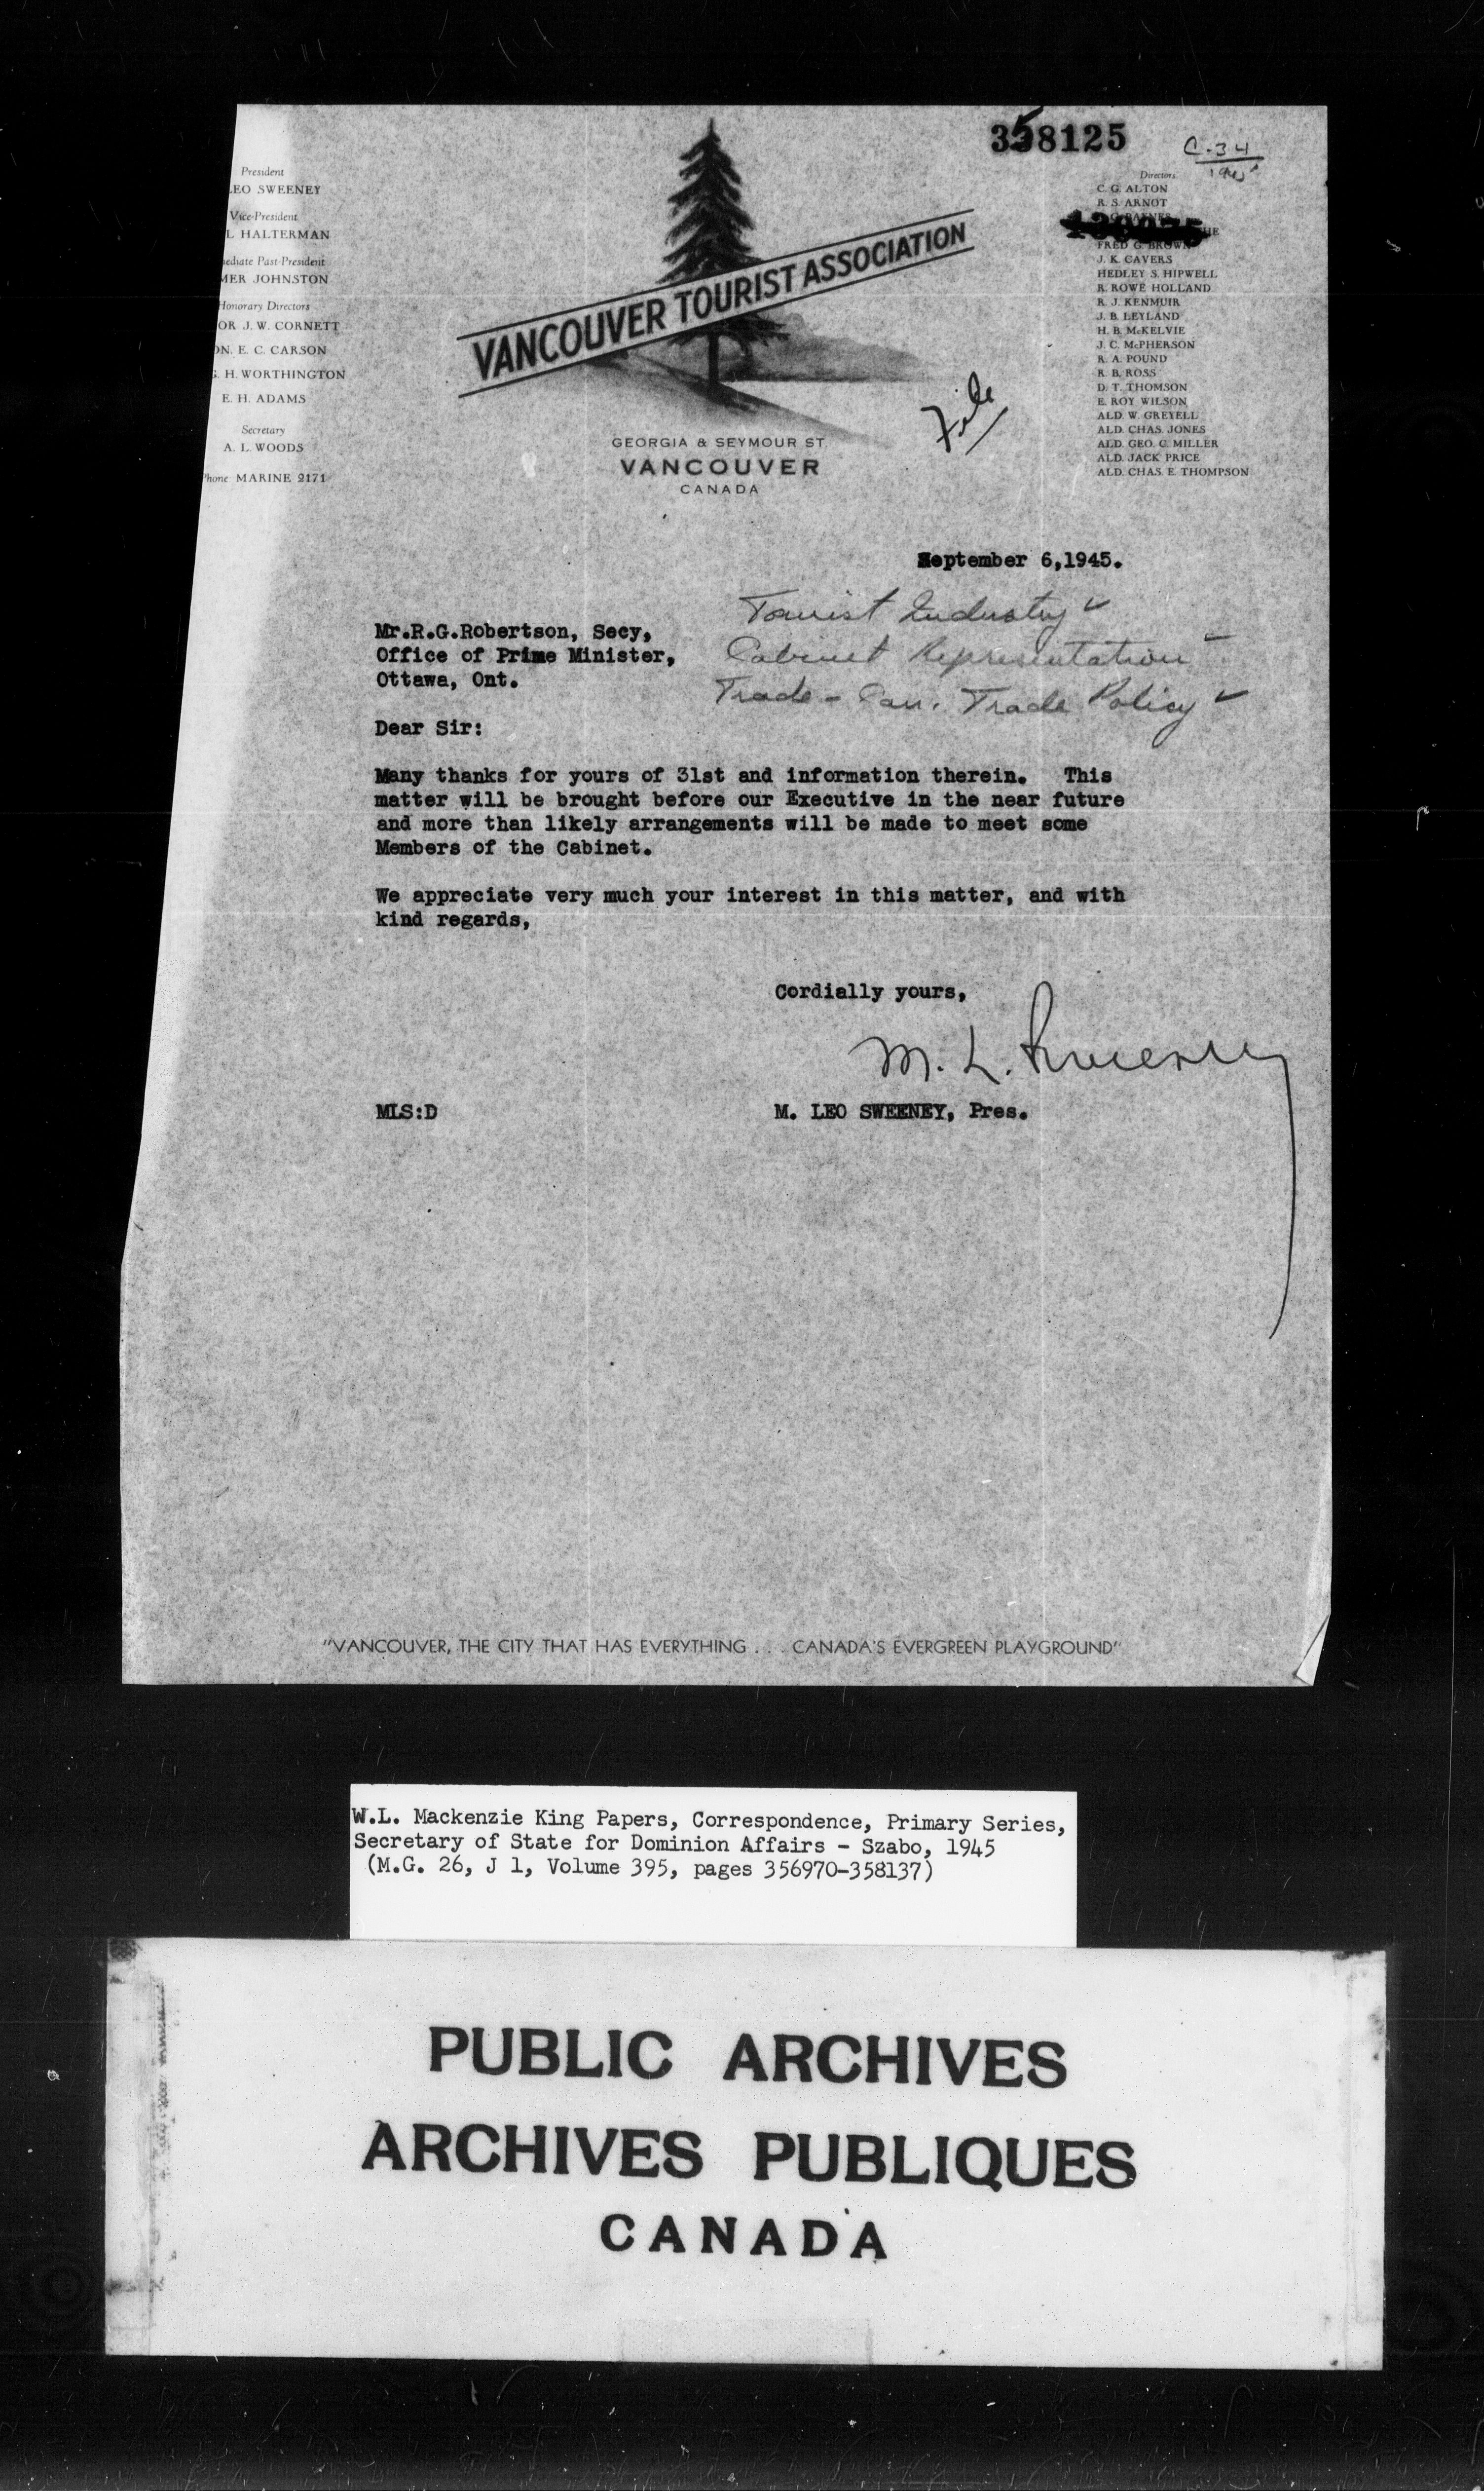 358125
C-34
1945
President
LEO SWEENEY
Vice-President
L HALTERMAN
ediate Past-President
MER JOHNSTON
Honorary Directors
OR J. W. CORNETT
ON. E. C. CARSON
. H. WORTHINGTON
E. H. ADAMS
Secretary
A. L. WOODS
Phone MARINE 2171
VANCOUVER TOURIST ASSOCIATION
GEORGIA & SEYMOUR ST.
VANCOUVER
CANADA
File
Directors
C. G. ALTON
R. S. ARNOT
FRED G. BROWN
J. K. CAVERS
HEDLEY S. HIPWELL
R. ROWE HOLLAND
R. J. KENMUIR
J. B. LEYLAND
H. B. McKELVIE
J. C. McPHERSON
R. A. POUND
R. B. ROSS
D. T. THOMSON
E. ROY WILSON
ALD. W. GREYELL
ALD. CHAS. JONES
ALD. GEO. C. MILLER
ALD. JACK PRICE
ALD. CHAS. E. THOMPSON
September 6,1945.
Tourist Industry ✓
Cabinet Representation
Trade - Can. Trade Policy ✓
Mr.R.G.Robertson, Secy,
Office of Prime Minister,
Ottawa, Ont.
Dear Sir:
Many thanks for yours of 31st and information therein. This
matter will be brought before our Executive in the near future
and more than likely arrangements will be made to meet some
Members of the Cabinet.
We appreciate very much your interest in this matter, and with
kind regards,
Cordially yours,
M. L. Sweeney
MLS:D
M. LEO SWEENEY, Pres.
"VANCOUVER, THE CITY THAT HAS EVERYTHING . . . CANADA'S EVERGREEN PLAYGROUND"
W.L. Mackenzie King Papers, Correspondence, Primary Series,
Secretary of State for Dominion Affairs - Szabo, 1945
(M.G. 26, J 1, Volume 395, pages 356970-358137)
PUBLIC ARCHIVES
ARCHIVES PUBLIQUES
CANADA